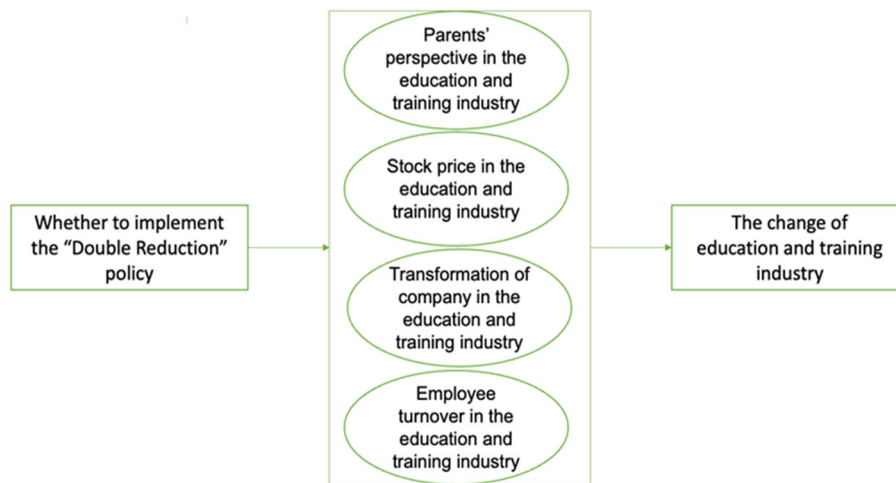 Whether to implement
the “Double Reduction”
policy
Parents’
perspective in the
education and
training industry
Stock price in the
education and
training industry
Transformation of
company in the
education and
training industry
Employee
turnover in the
education and
training industry
The change of
education and training
industry